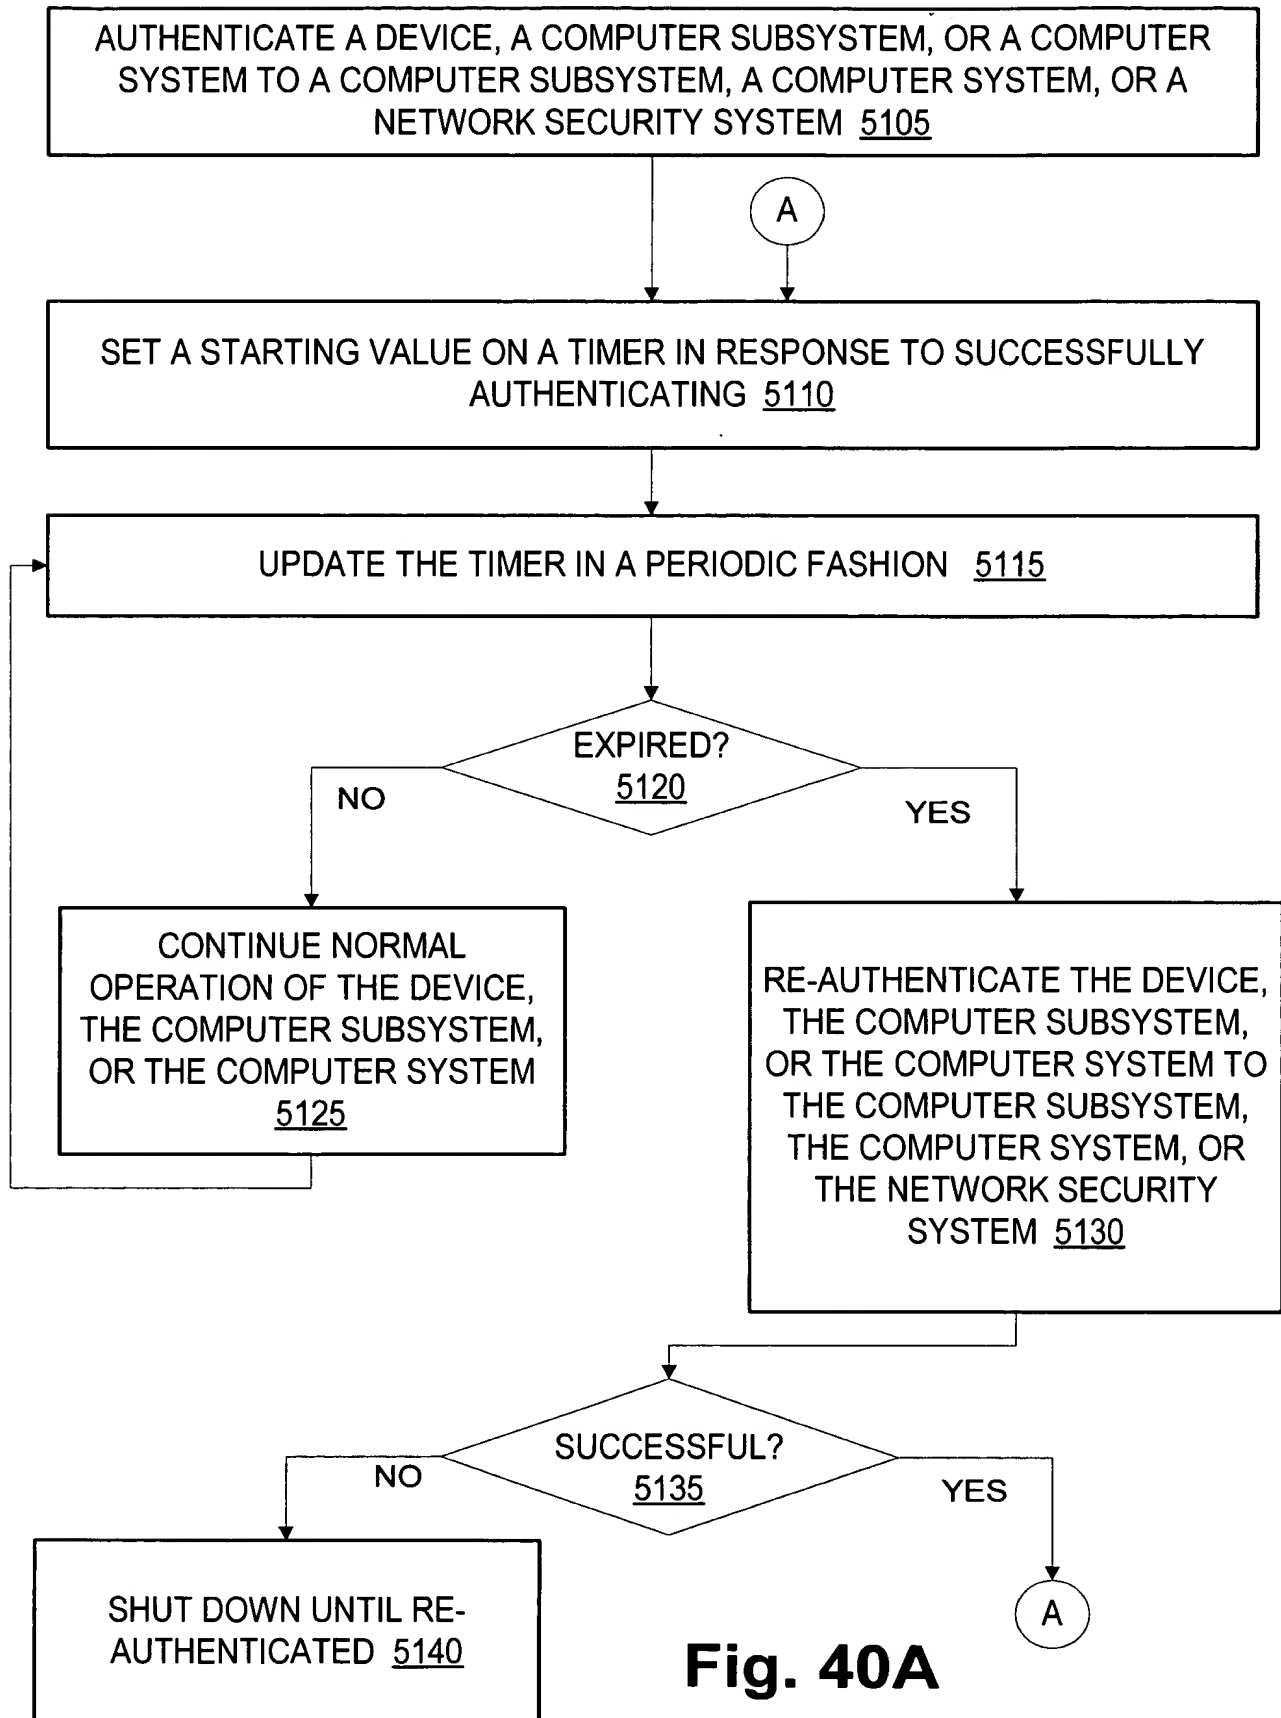 AUTHENTICATE A DEVICE, A COMPUTER SUBSYSTEM, OR A COMPUTER
SYSTEM TO A COMPUTER SUBSYSTEM, A COMPUTER SYSTEM, OR A
NETWORK SECURITY SYSTEM 5105
A
SET A STARTING VALUE ON A TIMER IN RESPONSE TO SUCCESSFULLY
AUTHENTICATING 5110
UPDATE THE TIMER IN A PERIODIC FASHION 5115
EXPIRED?
5120
NO
YES
CONTINUE NORMAL
OPERATION OF THE DEVICE,
THE COMPUTER SUBSYSTEM,
OR THE COMPUTER SYSTEM
5125
RE-AUTHENTICATE THE DEVICE,
THE COMPUTER SUBSYSTEM,
OR THE COMPUTER SYSTEM TO
THE COMPUTER SUBSYSTEM,
THE COMPUTER SYSTEM, OR
THE NETWORK SECURITY
SYSTEM 5130
SUCCESSFUL?
5135
NO
YES
SHUT DOWN UNTIL RE-
AUTHENTICATED 5140
A
Fig. 40A